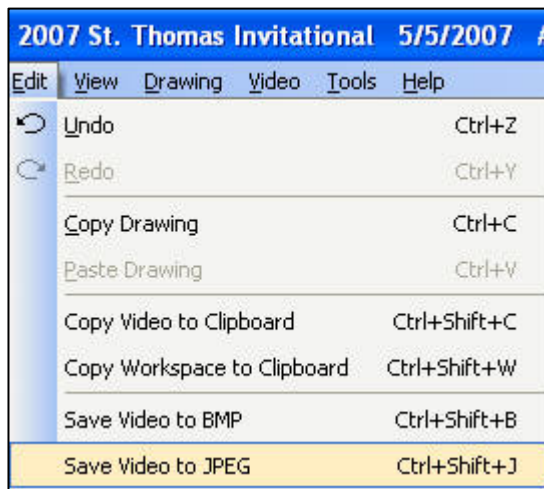 2007 St. Thomas Invitational 5/5/2007
Edit View Drawing Video Tools Help
Undo Ctrl+Z
Redo Ctrl+Y
Copy Drawing Ctrl+C
Paste Drawing Ctrl+V
Copy Video to Clipboard Ctrl+Shift+C
Copy Workspace to Clipboard Ctrl+Shift+W
Save Video to BMP Ctrl+Shift+B
Save Video to JPEG Ctrl+Shift+J